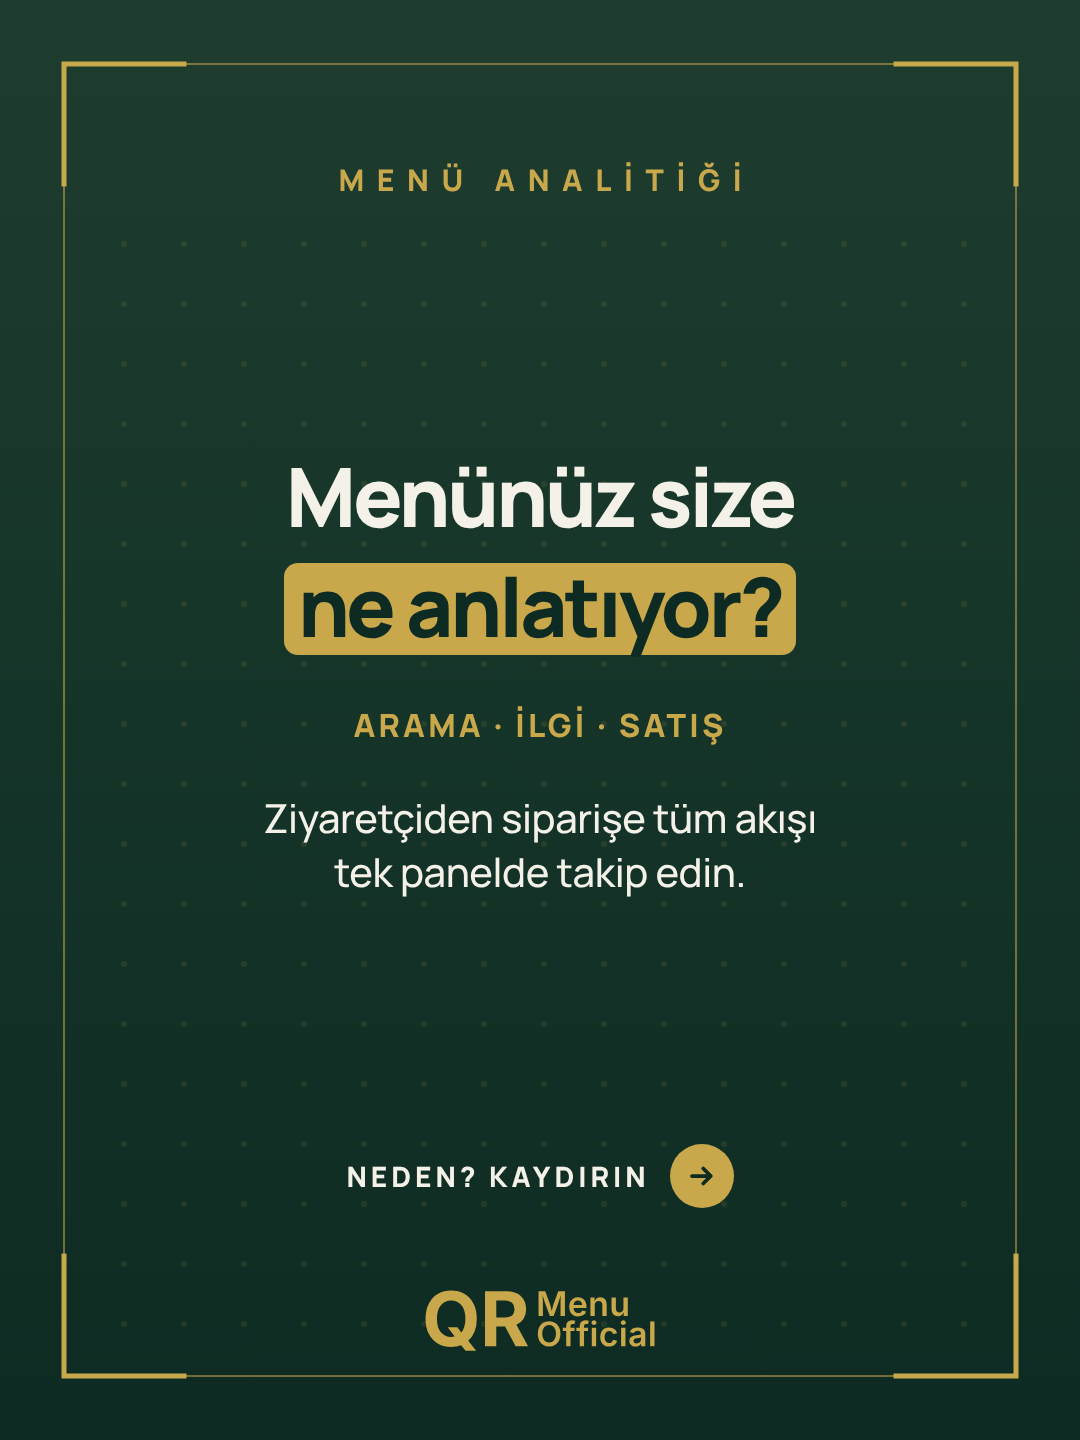 MENÜ ANALİTİĞİ
Menünüz size
ne anlatıyor?
ARAMA · İLGİ · SATIŞ
Ziyaretçiden siparişe tüm akışı
tek panelde takip edin.
NEDEN? KAYDIRIN →
QR Menu
Official